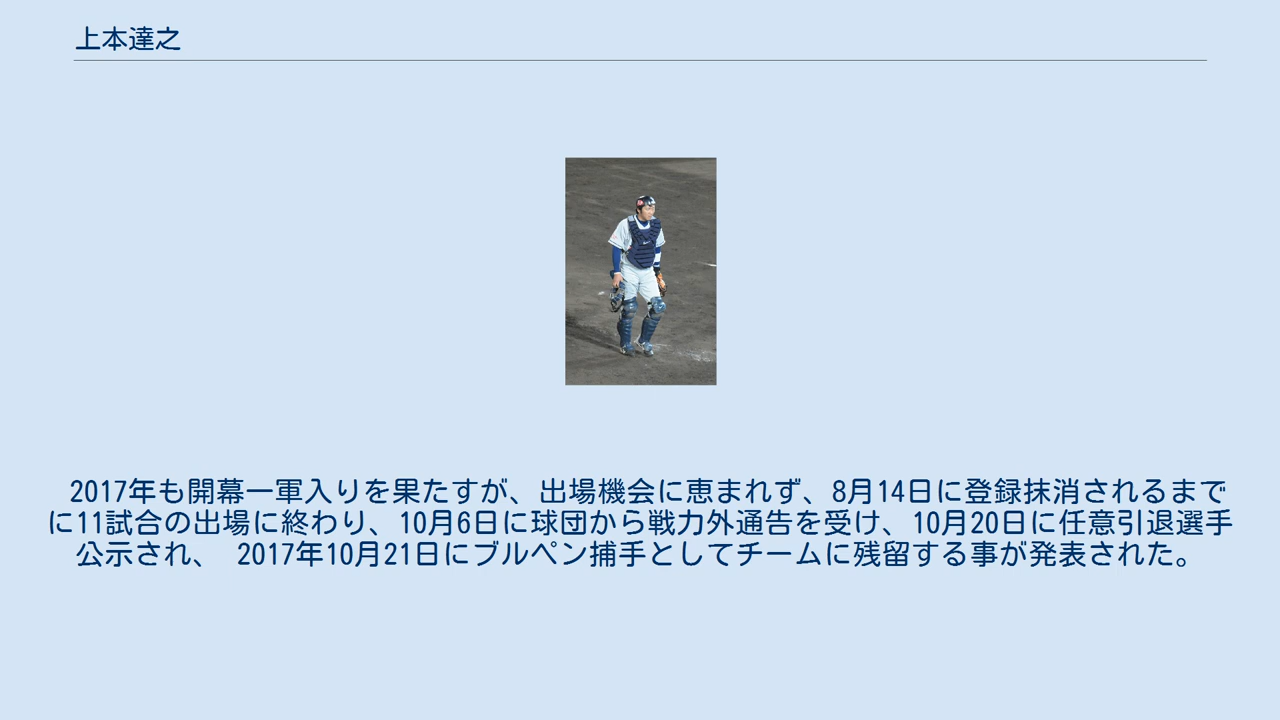 上本達之
2017年も開幕一軍入りを果たすが、出場機会に恵まれず、8月14日に登録抹消されるまで
に11試合の出場に終わり、10月6日に球団から戦力外通告を受け、10月20日に任意引退選手
公示され、 2017年10月21日にブルペン捕手としてチームに残留する事が発表された。